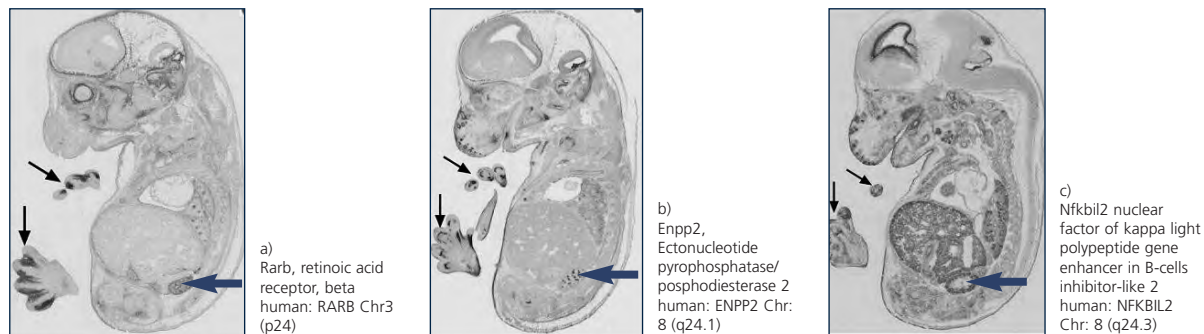 a)
Rarb, retinoic acid
receptor, beta
human: RARB Chr3
(p24)
b)
Enpp2,
Ectonucleotide
pyrophosphatase/
posphodiesterase 2
human: ENPP2 Chr:
8 (q24.1)
c)
Nfkbil2 nuclear
factor of kappa light
polypeptide gene
enhancer in B-cells
inhibitor-like 2
human: NFKBIL2
Chr: 8 (q24.3)